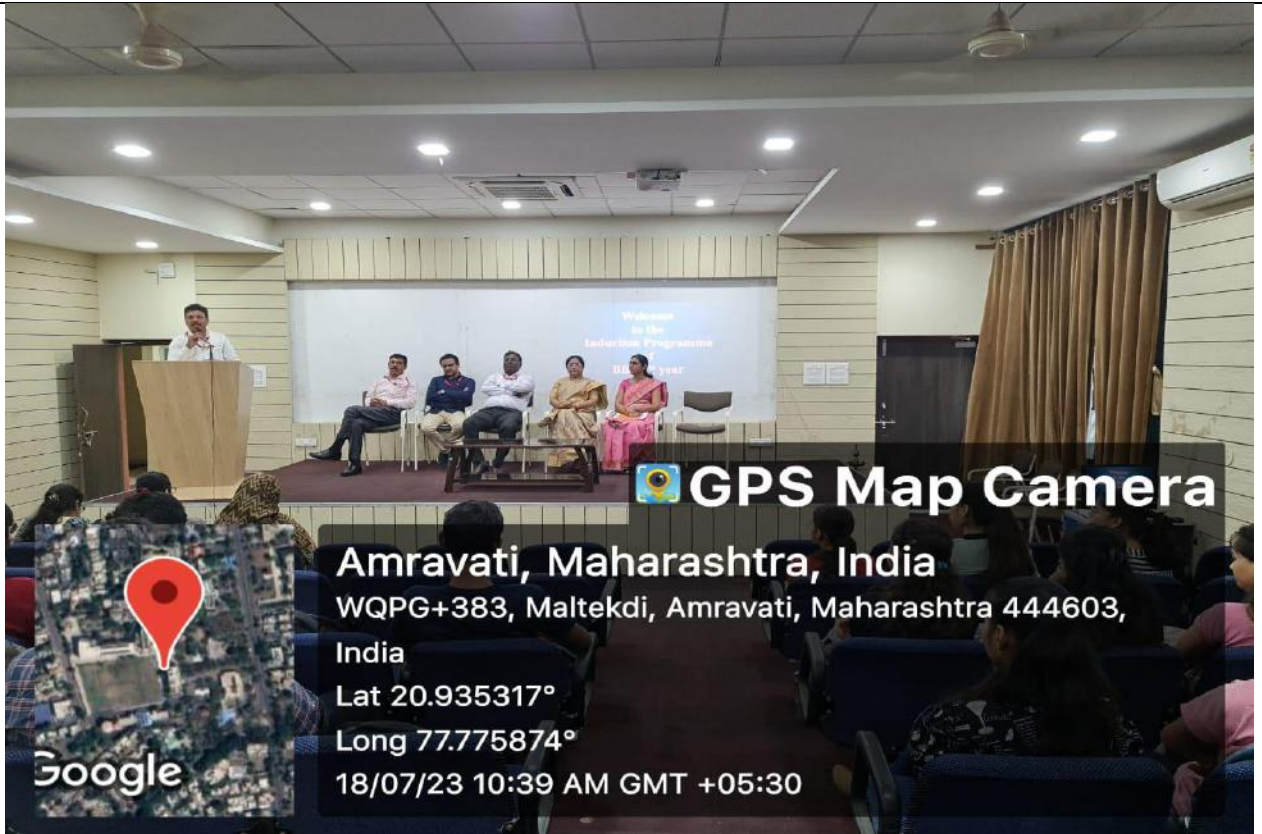 Welcome
to the
Induction Programme
of
year
GPS Map Camera
Amravati, Maharashtra, India
WQPG+383, Maltekdi, Amravati, Maharashtra 444603,
India
Lat 20.935317°
Long 77.775874°
18/07/23 10:39 AM GMT +05:30
Google